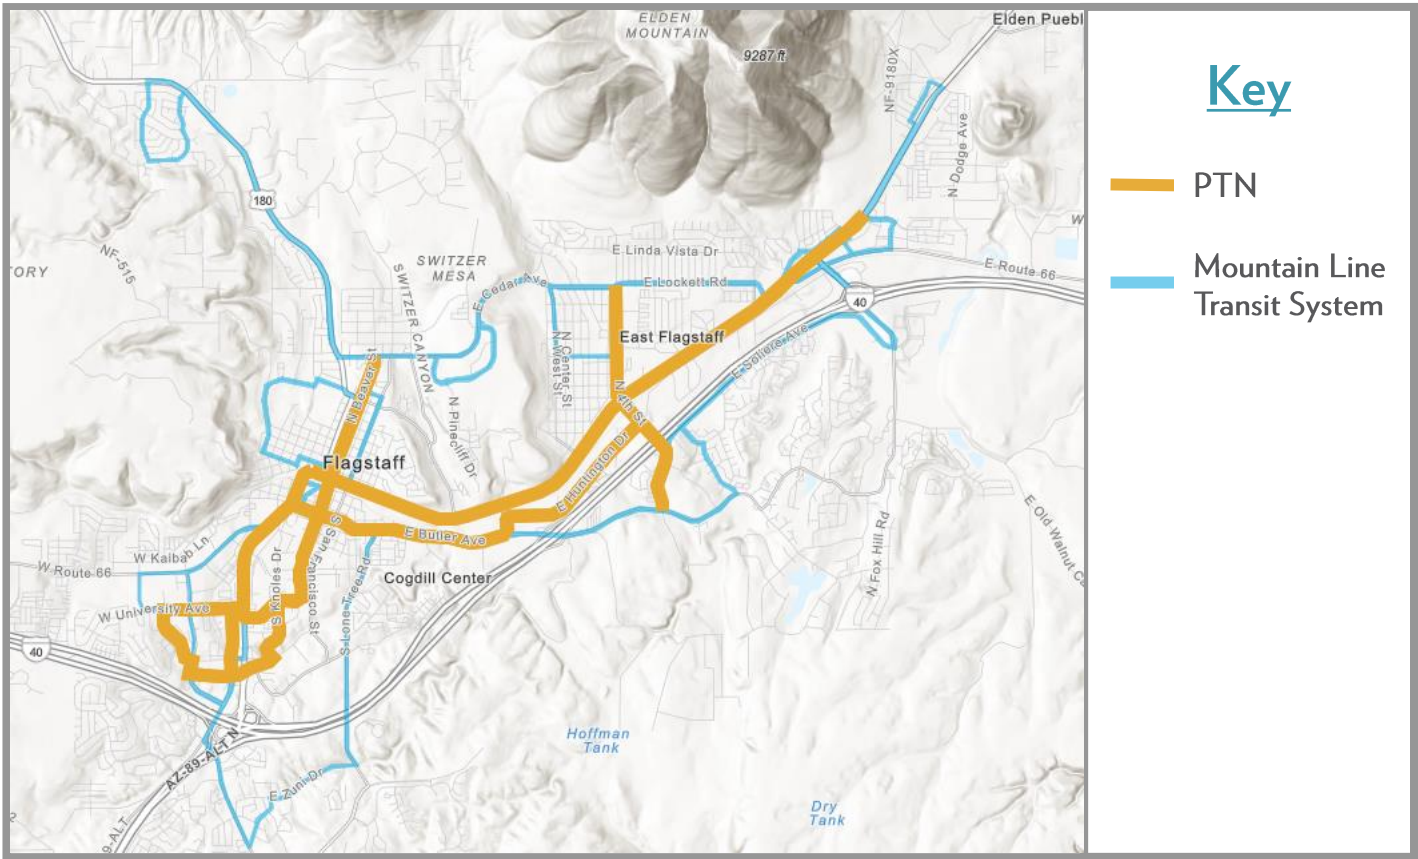 ELDEN
MOUNTAIN
Elden Puebl
9287 ft
NF-9180X
N Dodge Ave
180
NF-515
TORY
SWITZER
MESA
SWITZER CANYON
E Cedar Ave
E Linda Vista Dr
E Lockett Rd
E Route 66
W
40
East Flagstaff
E Soliere Ave
N Center St
N West St
N 4th St
N Beaver St
N Pinecliff Dr
Flagstaff
E Huntington Dr
E Butler Ave
S San Francisco St
S Knoles Dr
W Kaibab Ln
W Route 66
W University Ave
Cogdill Center
S Lone Tree Rd
N Fox Hill Rd
E Old Walnut Ca
40
AZ-89-ALT N
9-ALT
E Zuni Dr
Hoffman
Tank
Dry
Tank
Key
PTN
Mountain Line
Transit System